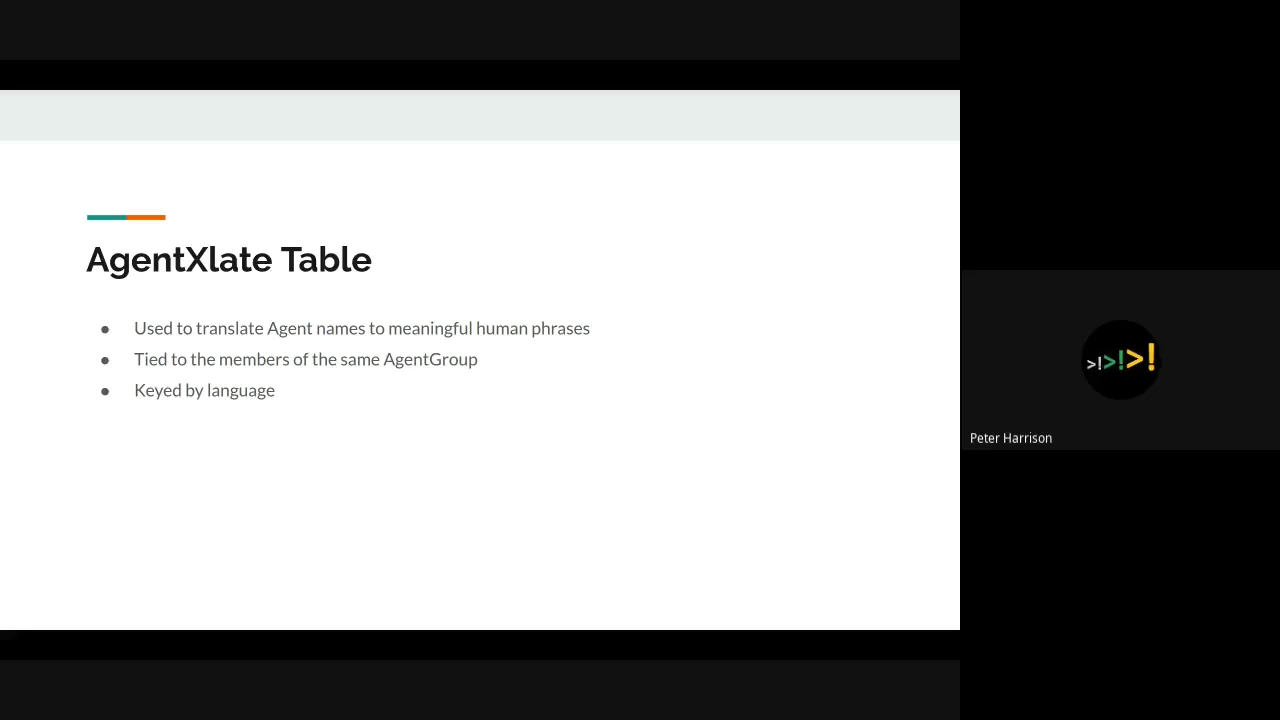 AgentXlate Table
● Used to translate Agent names to meaningful human phrases
● Tied to the members of the same AgentGroup
● Keyed by language
>!>!>!
Peter Harrison